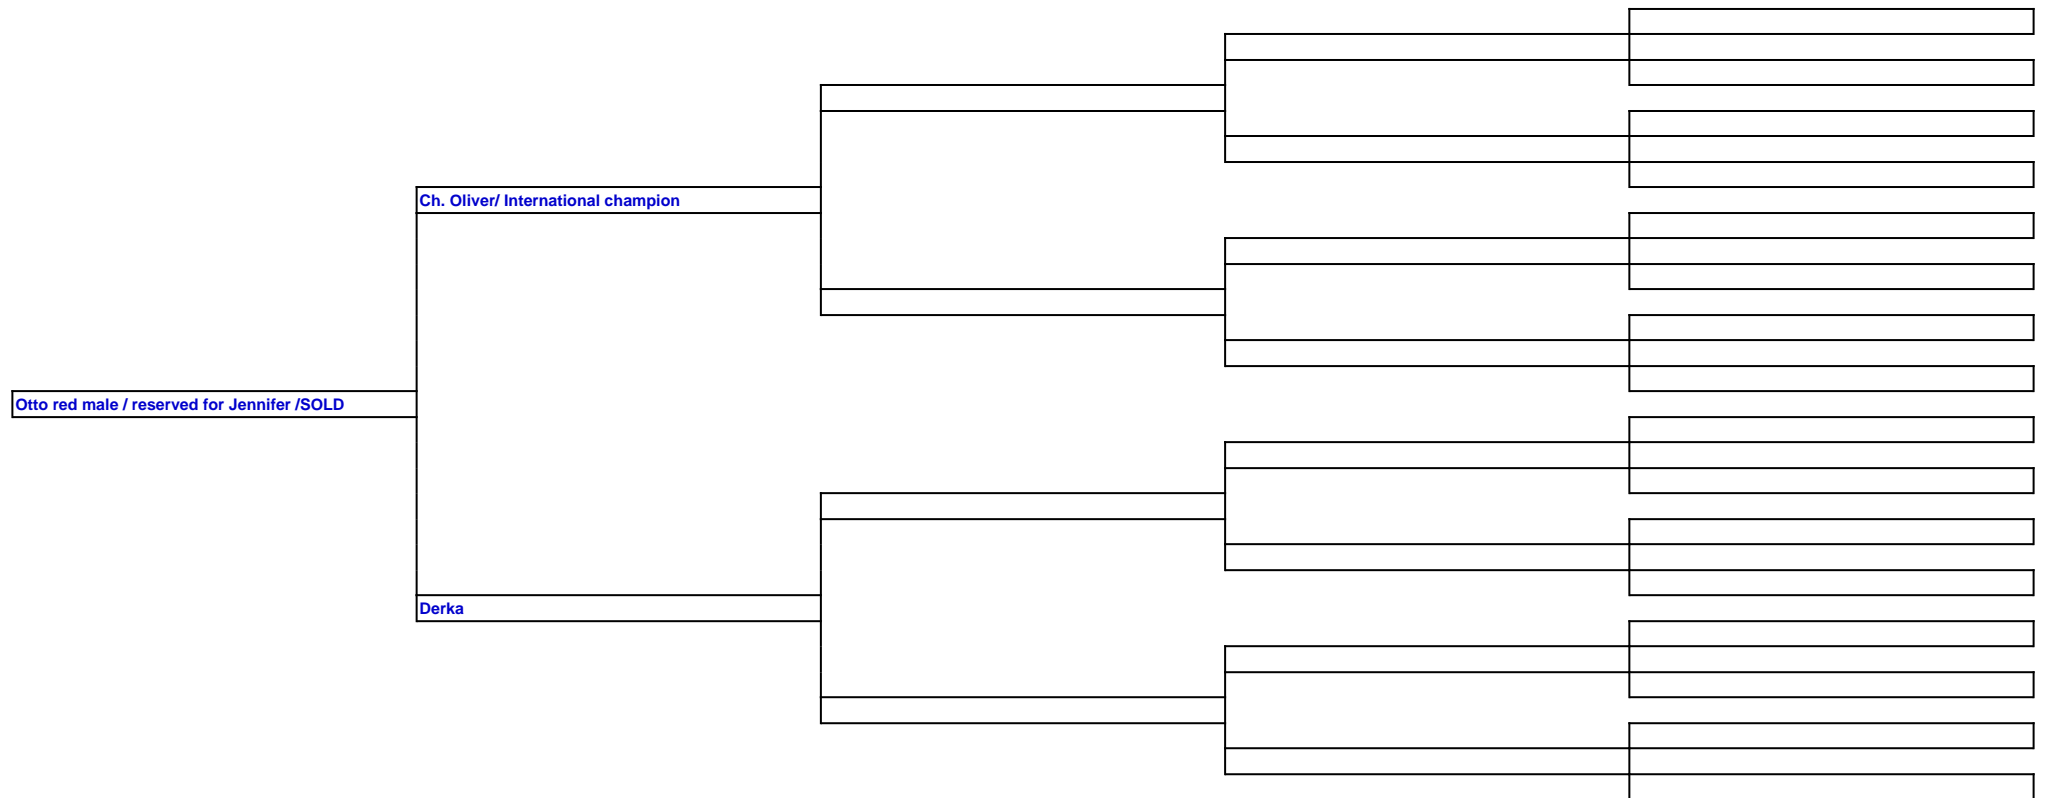 Ch. Oliver/ International champion
Otto red male / reserved for Jennifer /SOLD
Derka